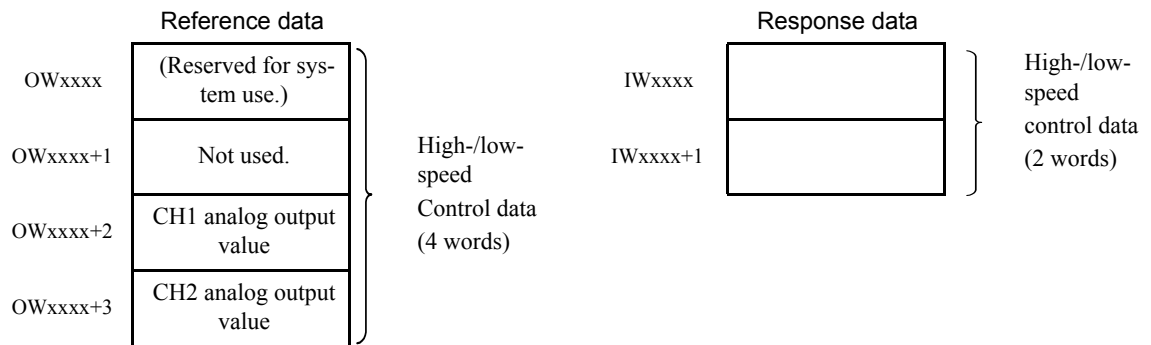 Reference data
OWxxxx
(Reserved for sys-
tem use.)
OWxxxx+1
Not used.
OWxxxx+2
CH1 analog output
value
OWxxxx+3
CH2 analog output
value
High-/low-
speed
Control data
(4 words)
Response data
IWxxxx
IWxxxx+1
High-/low-
speed
control data
(2 words)